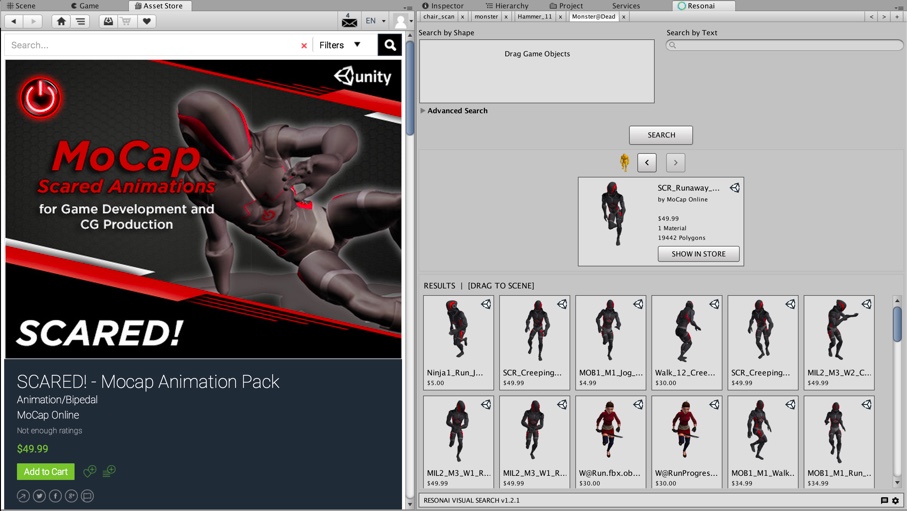 Scene
Game
Asset Store
4
EN
Search...
Filters
unity
MoCap
Scared Animations
for Game Development and
CG Production
SCARED!
SCARED! - Mocap Animation Pack
Animation/Bipedal
MoCap Online
Not enough ratings
$49.99
Add to Cart
Inspector
Hierarchy
Project
Services
Resonai
chair_scan x
monster x
Hammer_11 x
Monster@Dead x
< > +
Search by Shape
Search by Text
Drag Game Objects
Advanced Search
SEARCH
< >
SCR_Runaway_...
by MoCap Online
$49.99
1 Material
19442 Polygons
SHOW IN STORE
RESULTS | [DRAG TO SCENE]
Ninja1_Run_J...
$5.00
SCR_Creeping...
$49.99
MOB1_M1_Jog_...
$4.99
Walk_12_Cree...
$30.00
SCR_Creeping...
$49.99
MIL2_M3_W2_C...
$49.99
MIL2_M3_W1_R...
$49.99
MIL2_M3_W1_R...
$49.99
W@Run.fbx.ob...
$30.00
W@RunProgres...
$30.00
MOB1_M1_Walk...
$34.99
MOB1_M1_Run_...
$34.99
RESONAI VISUAL SEARCH v1.2.1